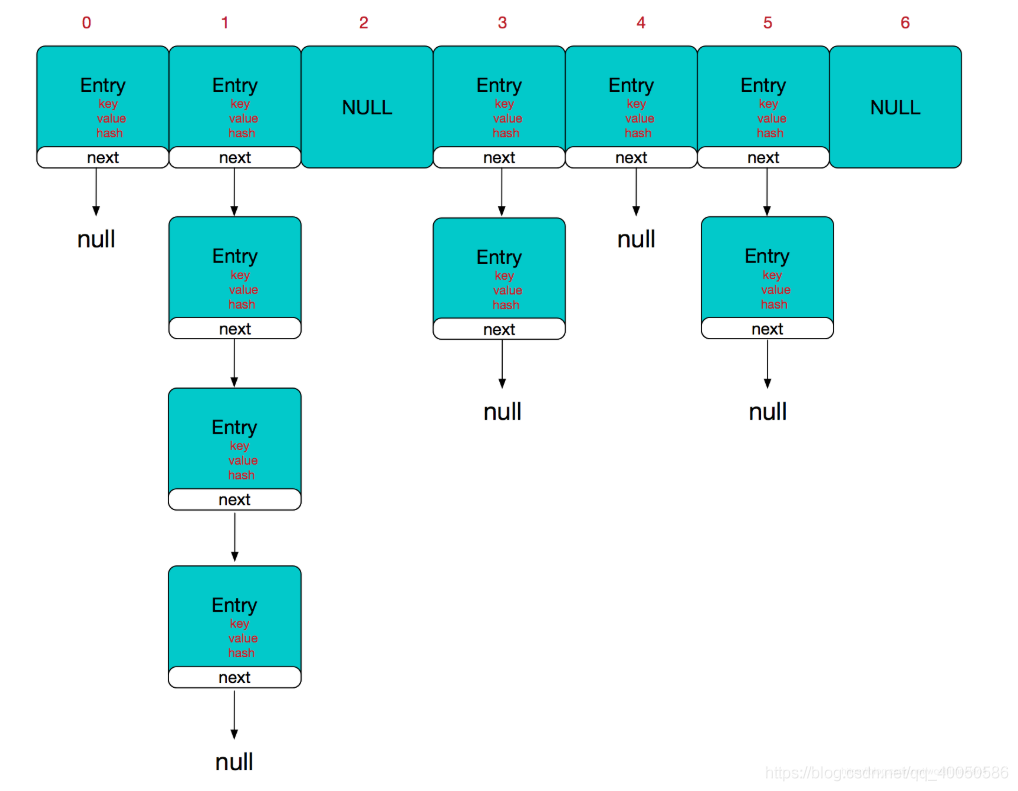 0 1 2 3 4 5 6
Entry Entry NULL Entry Entry Entry NULL
key key key key key
value value value value value
hash hash hash hash hash
next next next next next
null null
Entry Entry Entry
key key key
value value value
hash hash hash
next next next
null null
Entry
key
value
hash
next
Entry
key
value
hash
next
null
https://blog.csdn.net/qq_40050586